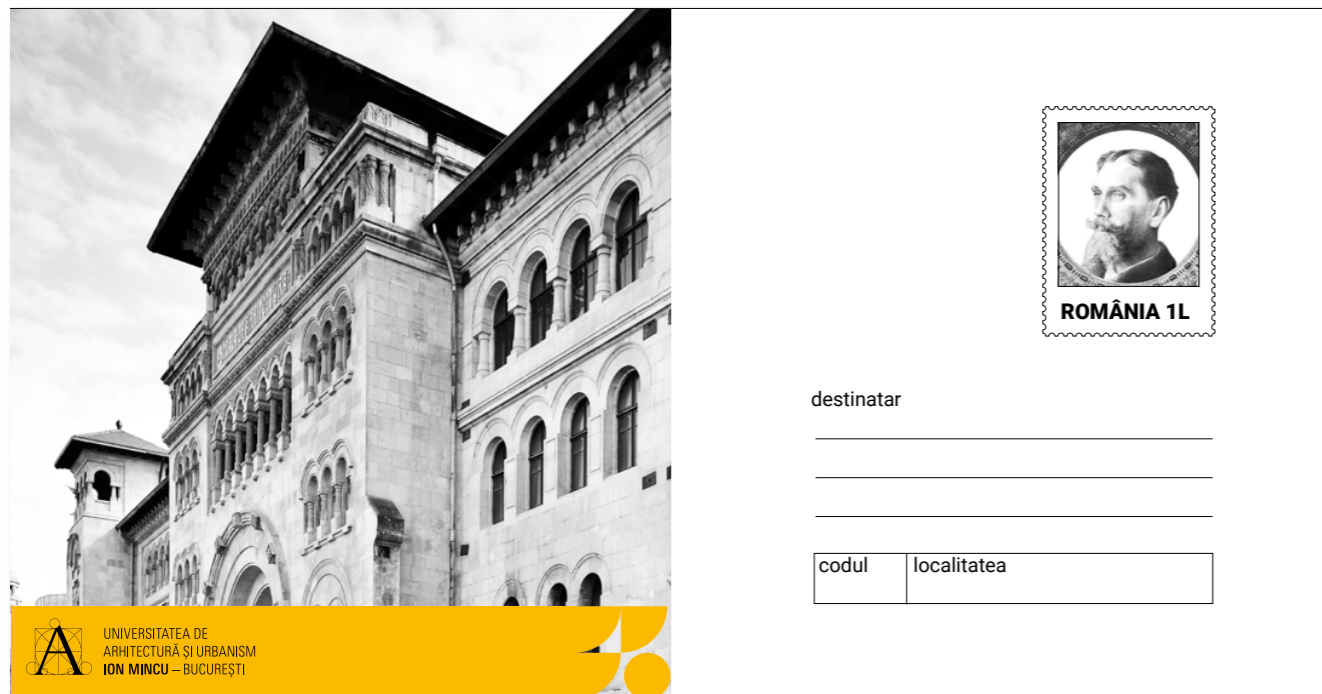 UNIVERSITATEA DE
ARHITECTURĂ ȘI URBANISM
ION MINCU – BUCUREȘTI
ROMÂNIA 1L
destinatar
codul
localitatea